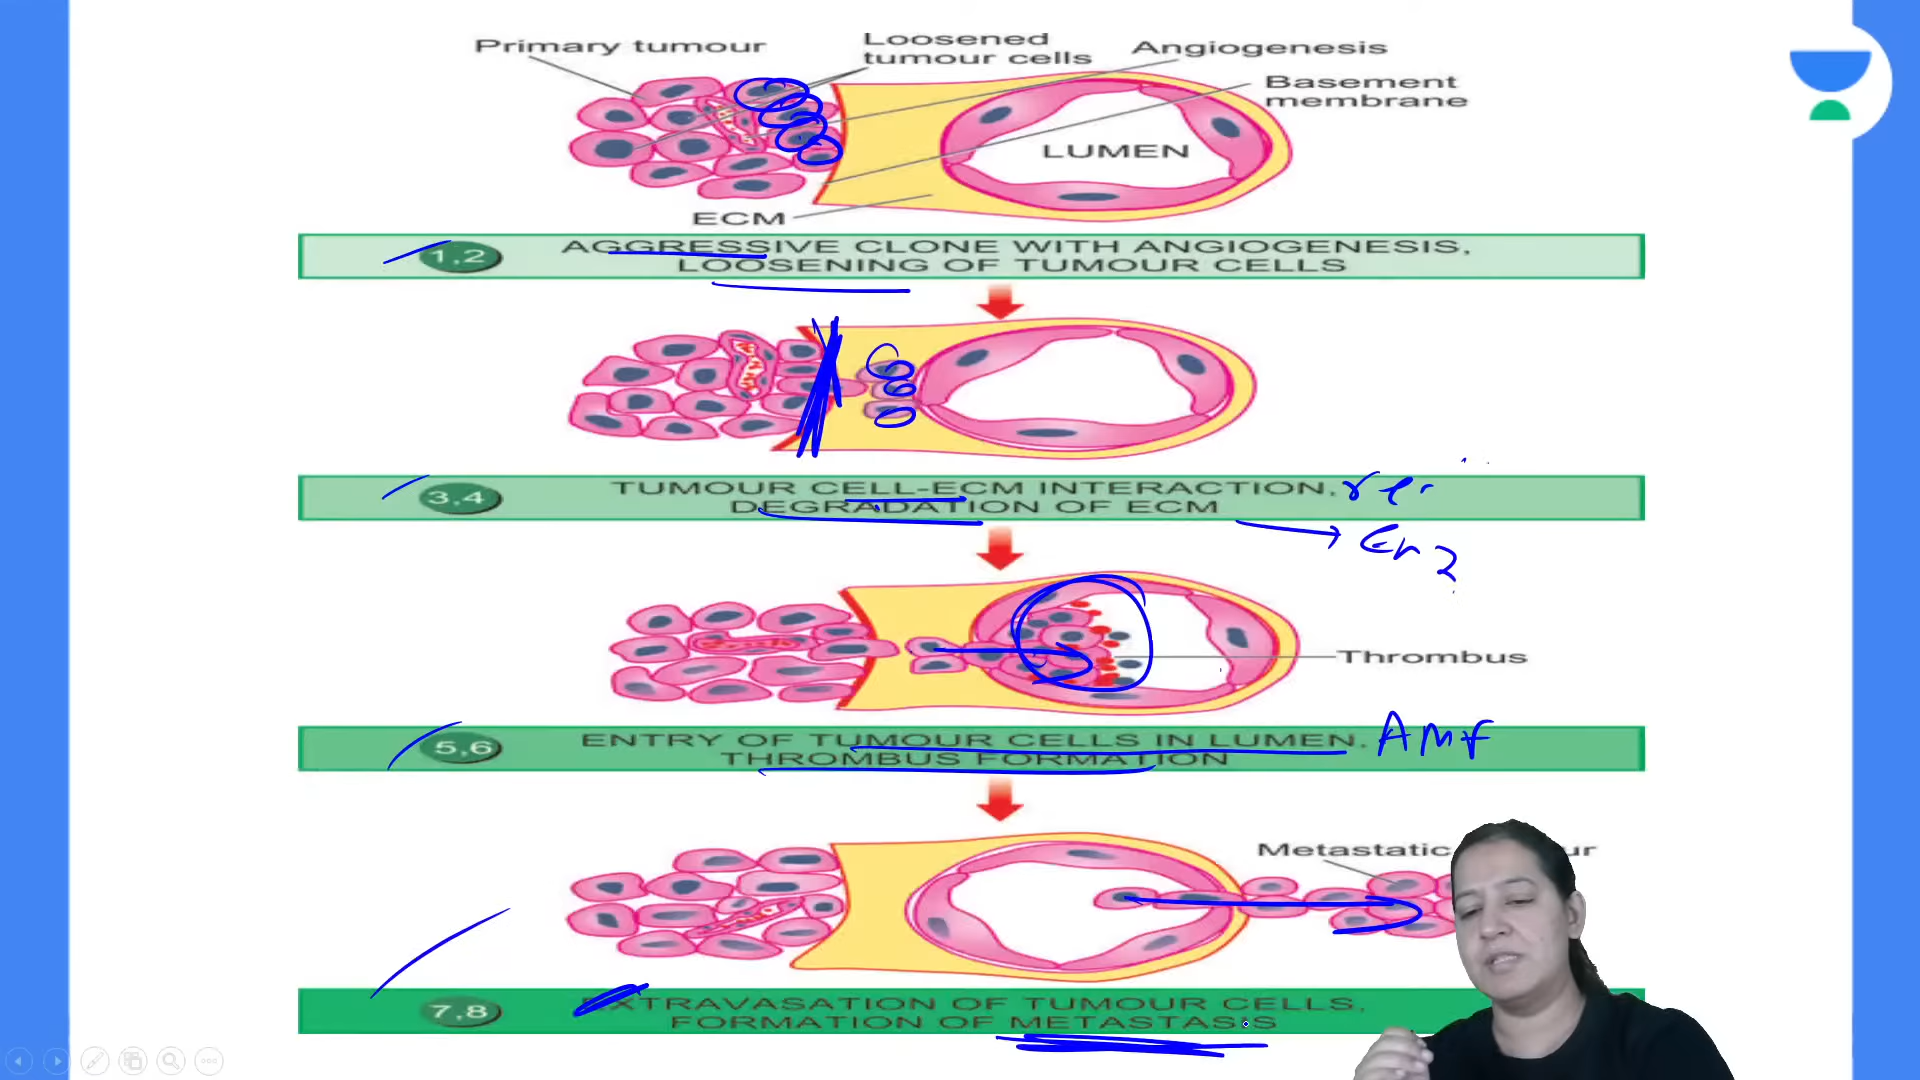 Primary tumour
Loosened
tumour cells
Angiogenesis
Basement
membrane
LUMEN
ECM
1,2
AGGRESSIVE CLONE WITH ANGIOGENESIS,
LOOSENING OF TUMOUR CELLS
3,4
TUMOUR CELL-ECM INTERACTION,
DEGRADATION OF ECM
Thrombus
5,6
ENTRY OF TUMOUR CELLS IN LUMEN,
THROMBUS FORMATION
AMF
Metastatic
7,8
EXTRAVASATION OF TUMOUR CELLS,
FORMATION OF METASTASIS